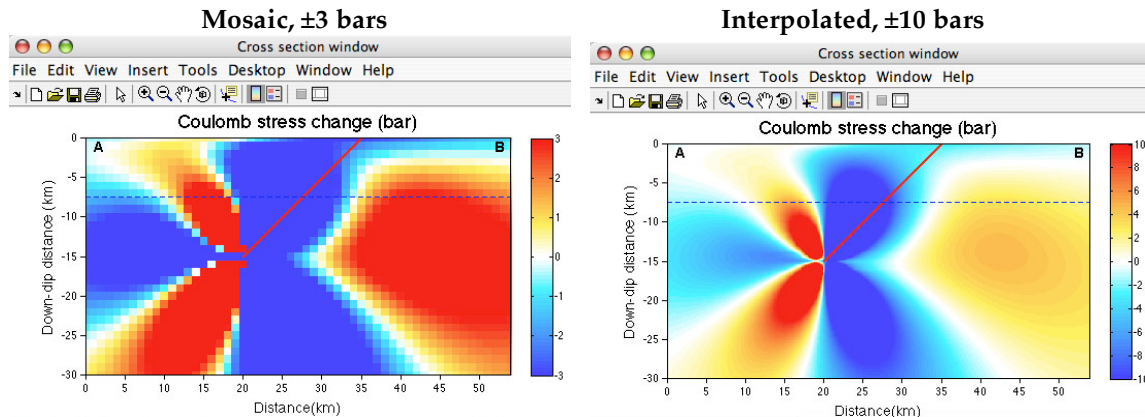 Mosaic, ±3 bars
Cross section window
File Edit View Insert Tools Desktop Window Help
Coulomb stress change (bar)
A
B
Down-dip distance (km)
0
-5
-10
-15
-20
-25
-30
0 5 10 15 20 25 30 35 40 45 50
Distance(km)
3
2
1
0
-1
-2
-3
Interpolated, ±10 bars
Cross section window
File Edit View Insert Tools Desktop Window Help
Coulomb stress change (bar)
A
B
Down-dip distance (km)
0
-5
-10
-15
-20
-25
-30
0 5 10 15 20 25 30 35 40 45 50
Distance(km)
10
8
6
4
2
0
-2
-4
-6
-8
-10